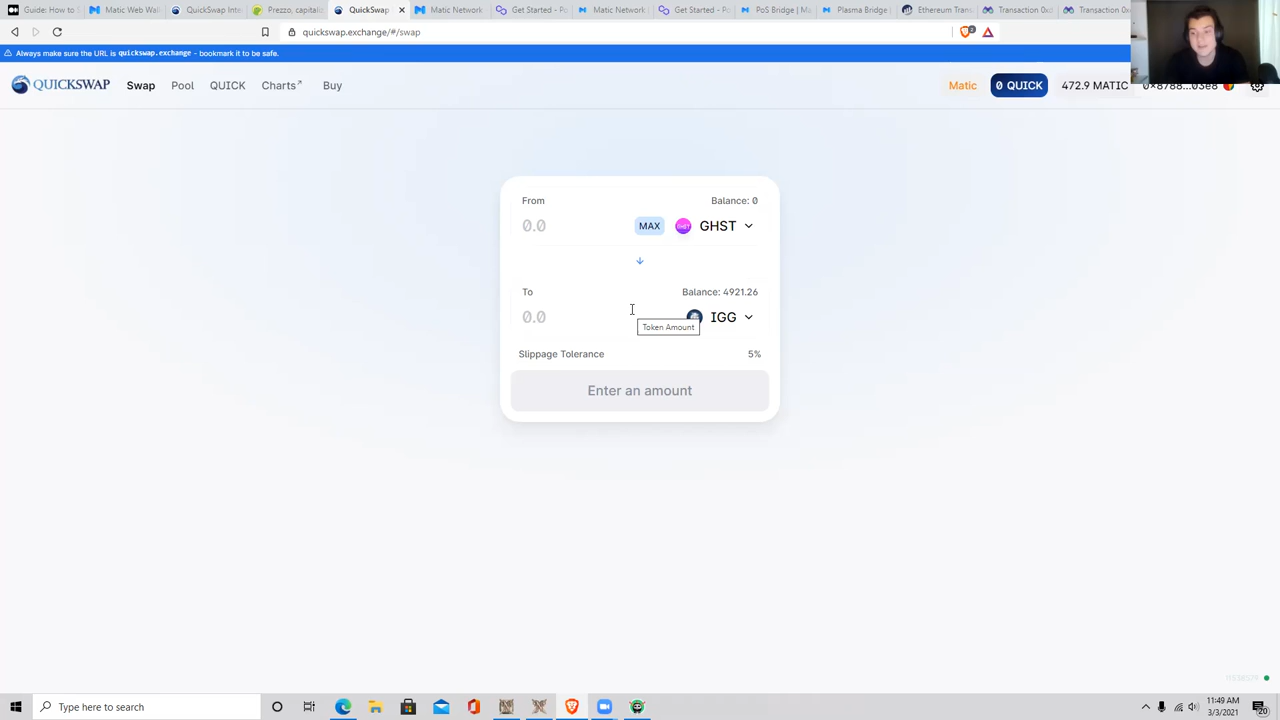 Guide: How to S
Matic Web Wall
QuickSwap Inte
Prezzo, capitali
QuickSwap
Matic Network
Get Started - Po
Matic Network
Get Started - Po
PoS Bridge | Ma
Plasma Bridge |
Ethereum Trans
Transaction 0x
Transaction 0x
quickswap.exchange/#/swap
Always make sure the URL is quickswap.exchange - bookmark it to be safe.
QUICKSWAP
Swap
Pool
QUICK
Charts↗
Buy
Matic
0 QUICK
472.9 MATIC
0x8788...03e8
From
Balance: 0
0.0
MAX
GHST
To
Balance: 4921.26
0.0
IGG
Token Amount
Slippage Tolerance
5%
Enter an amount
Type here to search
11:49 AM
3/3/2021
20